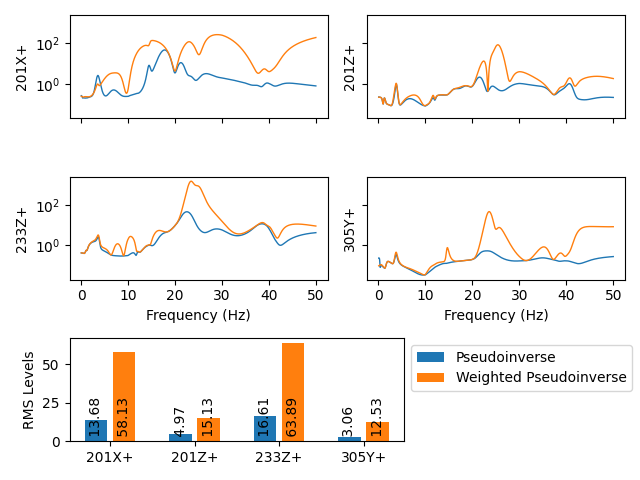 201X+
10²
10⁰
201Z+
233Z+
10²
10⁰
0 10 20 30 40 50
Frequency (Hz)
305Y+
0 10 20 30 40 50
Frequency (Hz)
RMS Levels
50
25
0
13.68
58.13
4.97
15.13
16.61
63.89
3.06
12.53
201X+ 201Z+ 233Z+ 305Y+
Pseudoinverse
Weighted Pseudoinverse